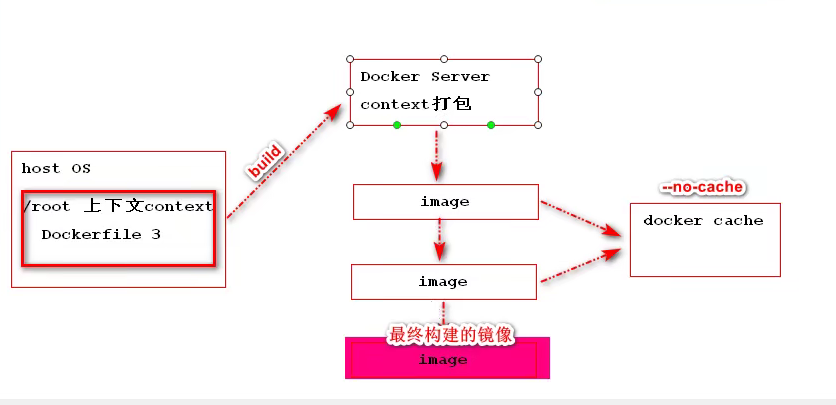 host OS
/root 上下文context
Dockerfile 3
build
Docker Server
context打包
image
image
最终构建的镜像
image
--no-cache
docker cache